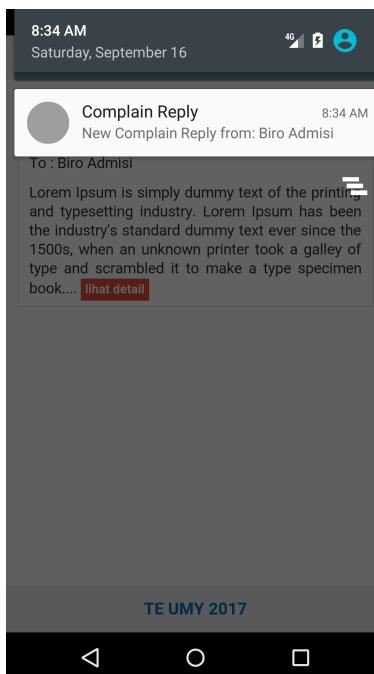 8:34 AM
Saturday, September 16
4G
Complain Reply
8:34 AM
New Complain Reply from: Biro Admisi
To : Biro Admisi
Lorem Ipsum is simply dummy text of the printing
and typesetting industry. Lorem Ipsum has been
the industry's standard dummy text ever since the
1500s, when an unknown printer took a galley of
type and scrambled it to make a type specimen
book.... lihat detail
TE UMY 2017